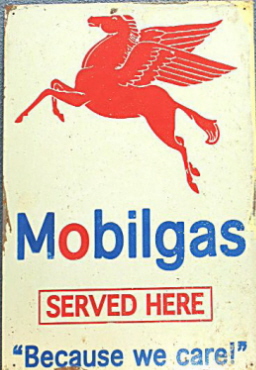 Mobilgas
SERVED HERE
"Because we care!"